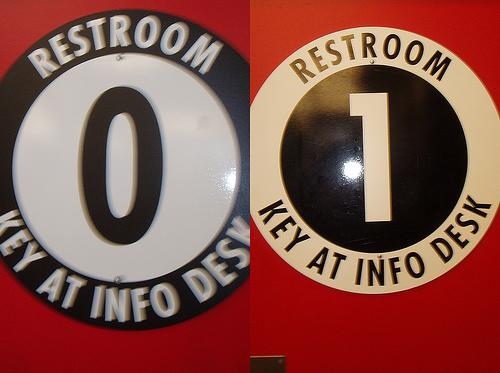 RESTROOM
0
KEY AT INFO DESK
RESTROOM
1
KEY AT INFO DESK